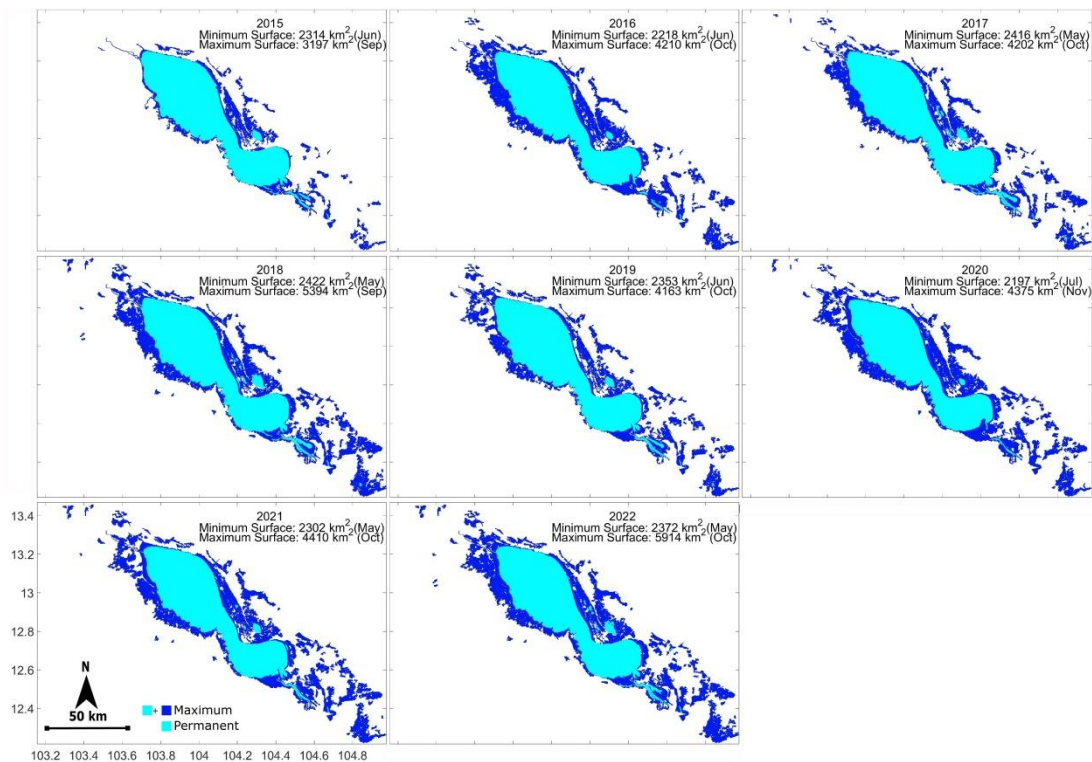 2015
Minimum Surface: 2314 km²(Jun)
Maximum Surface: 3197 km² (Sep)
2016
Minimum Surface: 2218 km²(Jun)
Maximum Surface: 4210 km² (Oct)
2017
Minimum Surface: 2416 km²(May)
Maximum Surface: 4202 km² (Oct)
2018
Minimum Surface: 2422 km²(May)
Maximum Surface: 5394 km² (Sep)
2019
Minimum Surface: 2353 km²(Jun)
Maximum Surface: 4163 km² (Oct)
2020
Minimum Surface: 2197 km²(Jul)
Maximum Surface: 4375 km² (Nov)
2021
Minimum Surface: 2302 km²(May)
Maximum Surface: 4410 km² (Oct)
2022
Minimum Surface: 2372 km²(May)
Maximum Surface: 5914 km² (Oct)
13.4
13.2
13
12.8
12.6
12.4
N
50 km
+ Maximum
Permanent
103.2 103.4 103.6 103.8 104 104.2 104.4 104.6 104.8